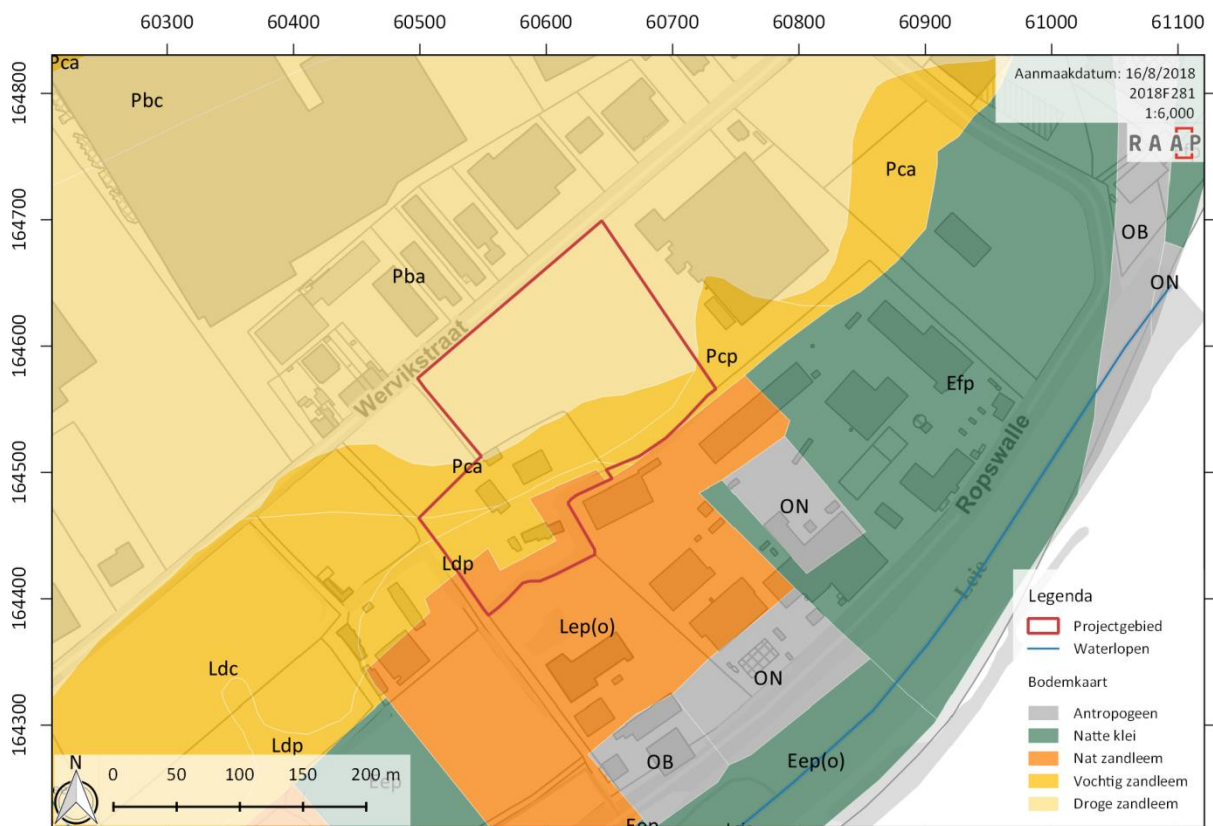 60300 60400 60500 60600 60700 60800 60900 61000 61100
Pca
Pbc
Aanmaakdatum: 16/8/2018
2018F281
1:6,000
RAAP
164800
Pca
164700
OB
Pba
ON
164600
Pcp
Wervikstraat
Efp
164500
Pca
ON
Ropswalle
Ldp
Leie
164400
Lep(o)
Ldc
ON
164300
Ldp
OB
Eep(o)
Eep
N
0 50 100 150 200 m
Legenda
Projectgebied
Waterlopen
Bodemkaart
Antropogeen
Natte klei
Nat zandleem
Vochtig zandleem
Droge zandleem